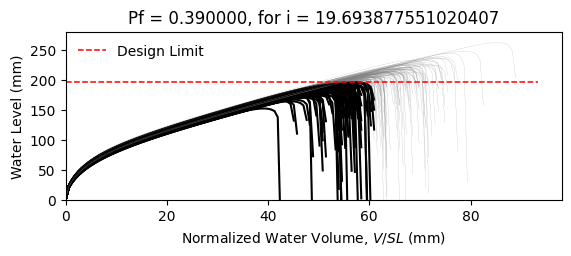 Pf = 0.390000, for i = 19.693877551020407
Design Limit
Water Level (mm)
250
200
150
100
50
0
0 20 40 60 80
Normalized Water Volume, V/SL (mm)